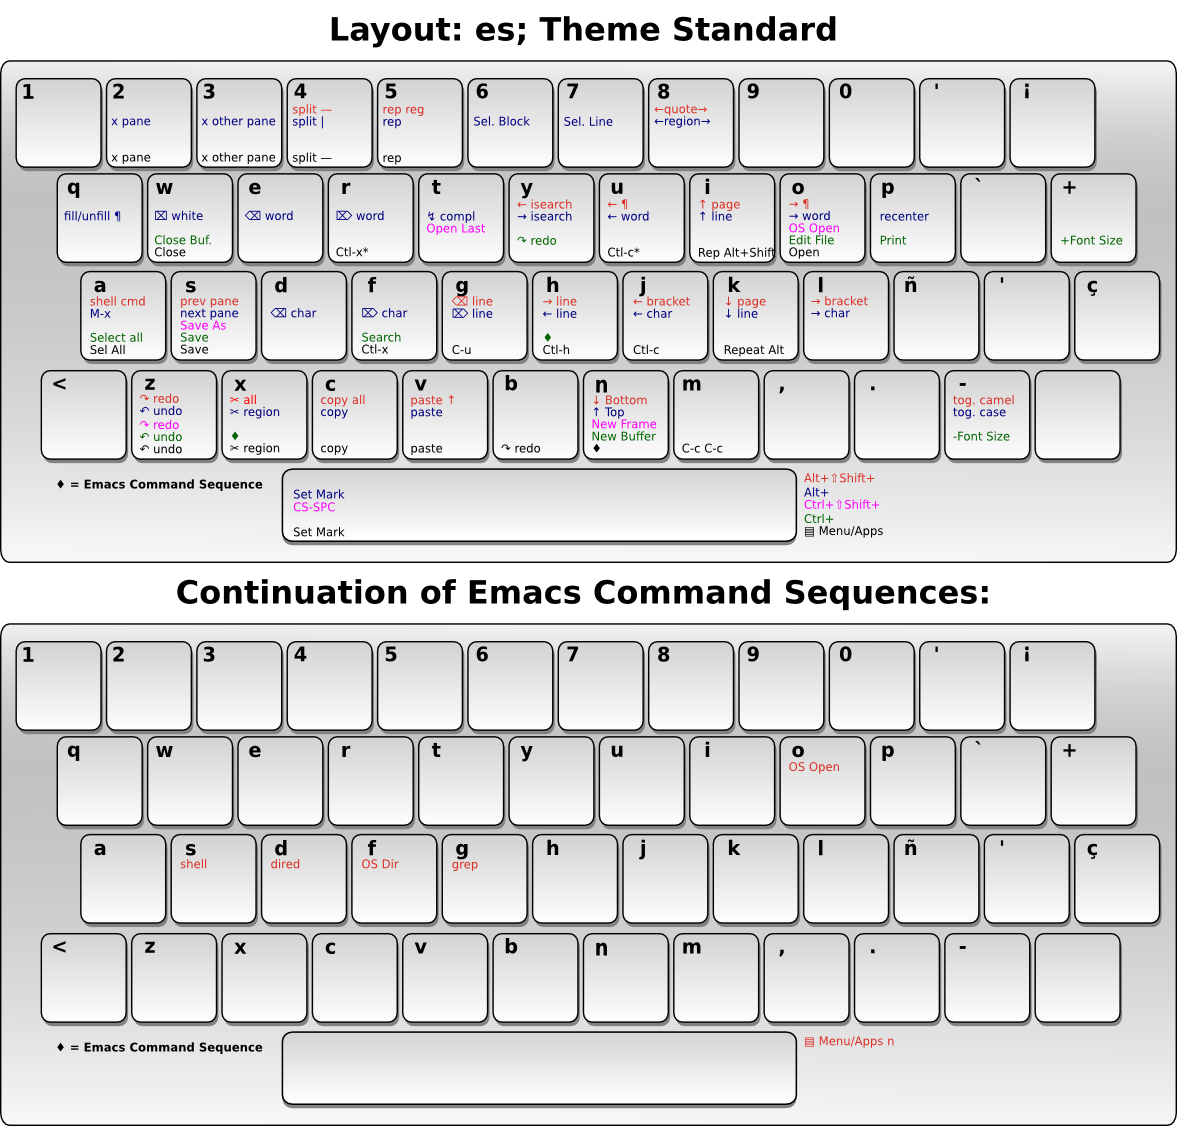 Layout: es; Theme Standard
1
2
x pane
x pane
3
x other pane
x other pane
4
split —
split |
split —
5
rep reg
rep
rep
6
Sel. Block
7
Sel. Line
8
←quote→
←region→
9
0
'
¡
q
fill/unfill ¶
w
⌧ white
Close Buf.
Close
e
⌫ word
r
⌦ word
Ctl-x*
t
↯ compl
Open Last
y
← isearch
→ isearch
↷ redo
u
← ¶
← word
Ctl-c*
i
↑ page
↑ line
Rep Alt+Shift
o
→ ¶
→ word
OS Open
Edit File
Open
p
recenter
Print
`
+
+Font Size
a
shell cmd
M-x
Select all
Sel All
s
prev pane
next pane
Save As
Save
Save
d
⌫ char
f
⌦ char
Search
Ctl-x
g
⌫ line
⌦ line
C-u
h
→ line
← line
♦
Ctl-h
j
← bracket
← char
Ctl-c
k
↓ page
↓ line
Repeat Alt
l
→ bracket
→ char
ñ
'
ç
<
z
↷ redo
↶ undo
↷ redo
↶ undo
↶ undo
x
✂ all
✂ region
♦
✂ region
c
copy all
copy
copy
v
paste ↑
paste
paste
b
↷ redo
n
↓ Bottom
↑ Top
New Frame
New Buffer
♦
m
C-c C-c
,
.
-
tog. camel
tog. case
-Font Size
♦ = Emacs Command Sequence
Set Mark
CS-SPC
Set Mark
Alt+⇧Shift+
Alt+
Ctrl+⇧Shift+
Ctrl+
▤ Menu/Apps
Continuation of Emacs Command Sequences:
1
2
3
4
5
6
7
8
9
0
'
¡
q
w
e
r
t
y
u
i
o
OS Open
p
`
+
a
s
shell
d
dired
f
OS Dir
g
grep
h
j
k
l
ñ
'
ç
<
z
x
c
v
b
n
m
,
.
-
♦ = Emacs Command Sequence
▤ Menu/Apps n